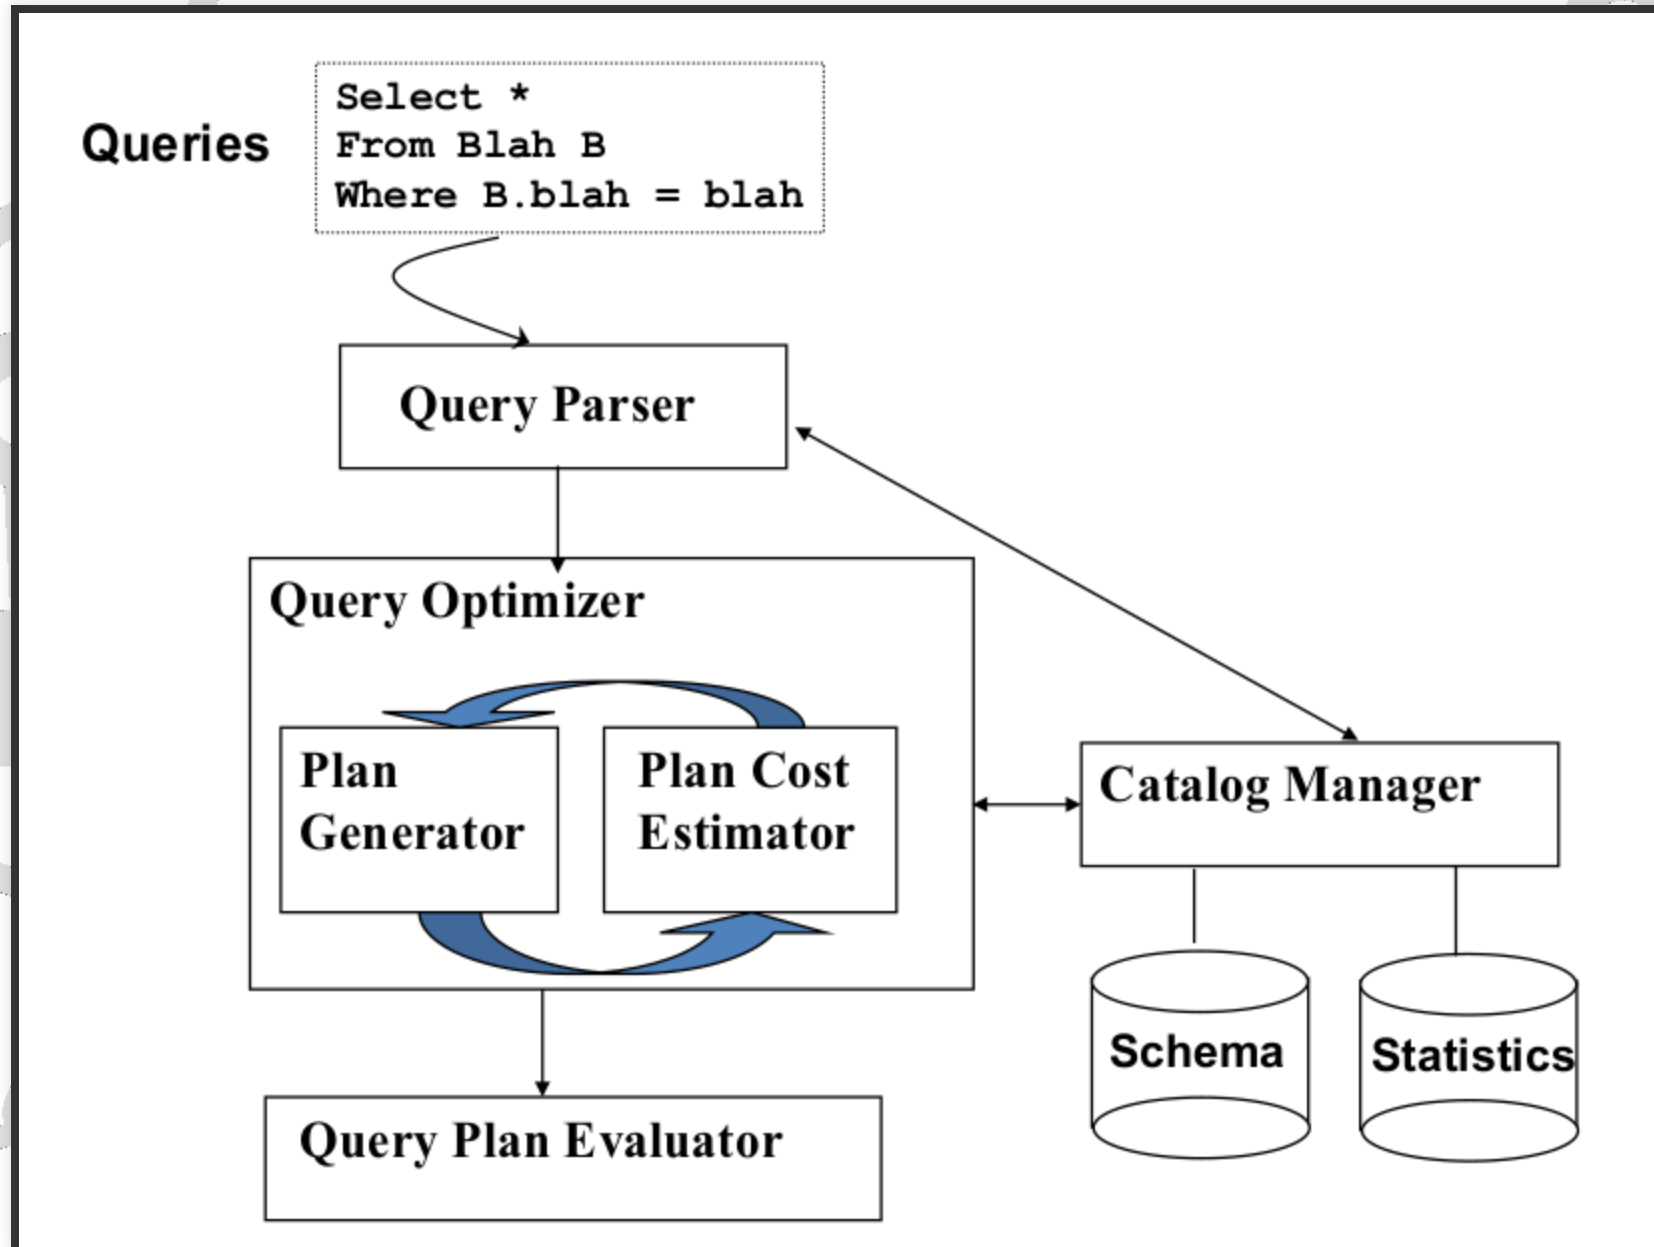 Queries
Select *
From Blah B
Where B.blah = blah
Query Parser
Query Optimizer
Plan
Generator
Plan Cost
Estimator
Catalog Manager
Schema
Statistics
Query Plan Evaluator